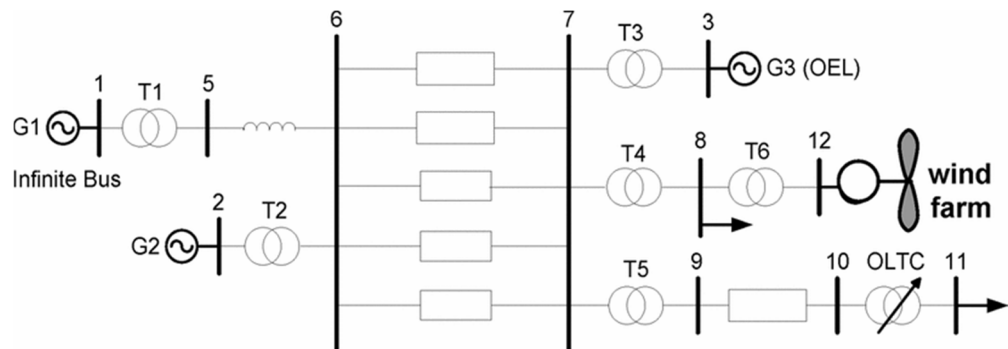 6
7
T3
3
G3 (OEL)
1
T1
5
G1
Infinite Bus
T4
8
T6
12
wind
farm
2
T2
G2
T5
9
10
OLTC
11